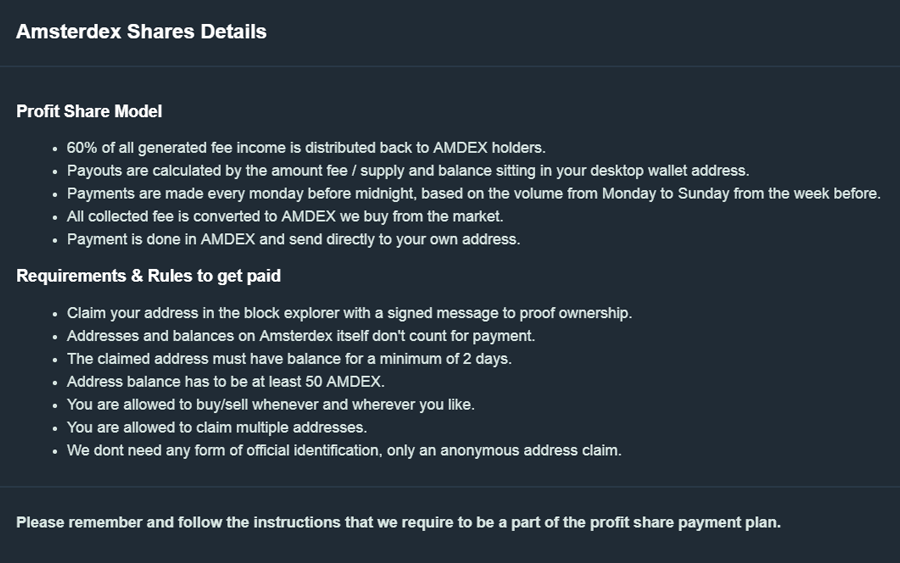 Amsterdex Shares Details
Profit Share Model
• 60% of all generated fee income is distributed back to AMDEX holders.
• Payouts are calculated by the amount fee / supply and balance sitting in your desktop wallet address.
• Payments are made every monday before midnight, based on the volume from Monday to Sunday from the week before.
• All collected fee is converted to AMDEX we buy from the market.
• Payment is done in AMDEX and send directly to your own address.
Requirements & Rules to get paid
• Claim your address in the block explorer with a signed message to proof ownership.
• Addresses and balances on Amsterdex itself don't count for payment.
• The claimed address must have balance for a minimum of 2 days.
• Address balance has to be at least 50 AMDEX.
• You are allowed to buy/sell whenever and wherever you like.
• You are allowed to claim multiple addresses.
• We dont need any form of official identification, only an anonymous address claim.
Please remember and follow the instructions that we require to be a part of the profit share payment plan.